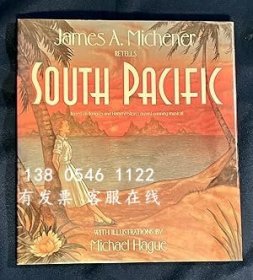 James A. Michener
RETELLS
SOUTH PACIFIC
138 0546 1122
有发票 客服在线
WITH ILLUSTRATIONS BY
Michael Hague